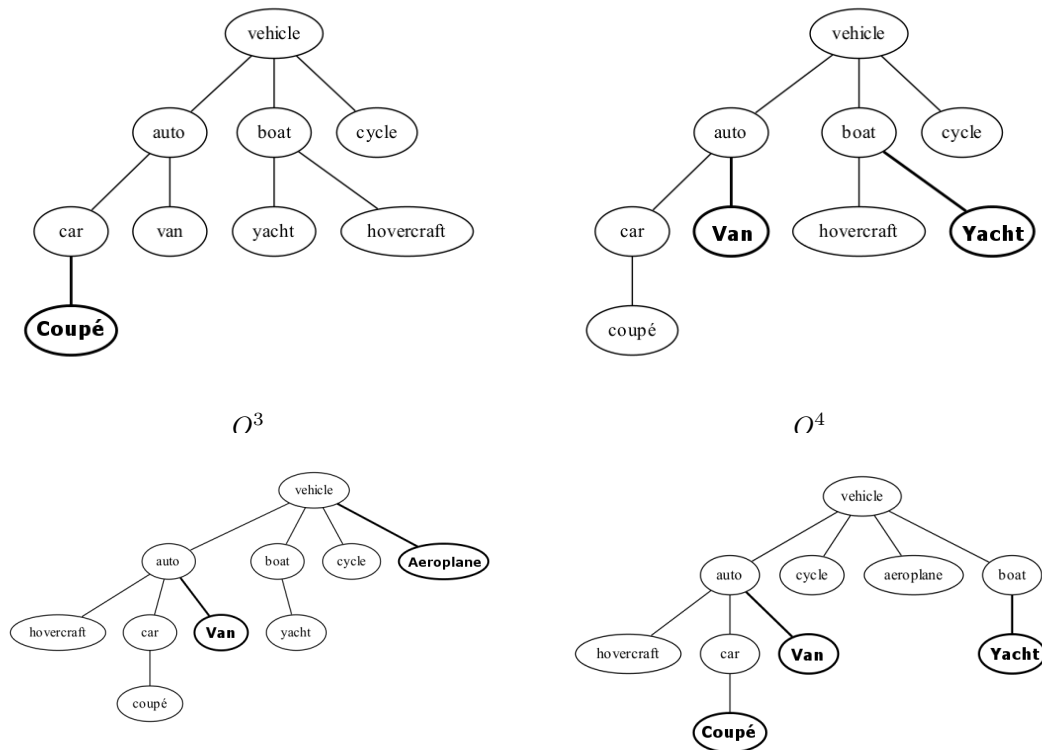 vehicle vehicle
auto boat cycle auto boat cycle
car van yacht hovercraft car Van hovercraft Yacht
Coupé coupé
O³ O⁴
vehicle vehicle
auto boat cycle Aeroplane auto cycle aeroplane boat
hovercraft car Van yacht hovercraft car Van Yacht
coupé Coupé